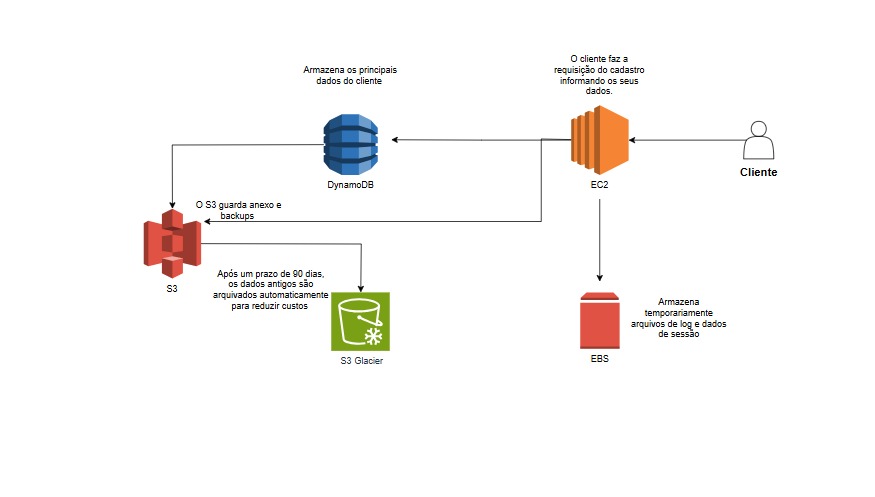 O cliente faz a
requisição do cadastro
informando os seus
dados.
Armazena os principais
dados do cliente
Cliente
DynamoDB
EC2
O S3 guarda anexo e
backups
S3
Após um prazo de 90 dias,
os dados antigos são
arquivados automaticamente
para reduzir custos
Armazena
temporariamente
arquivos de log e dados
de sessão
S3 Glacier
EBS